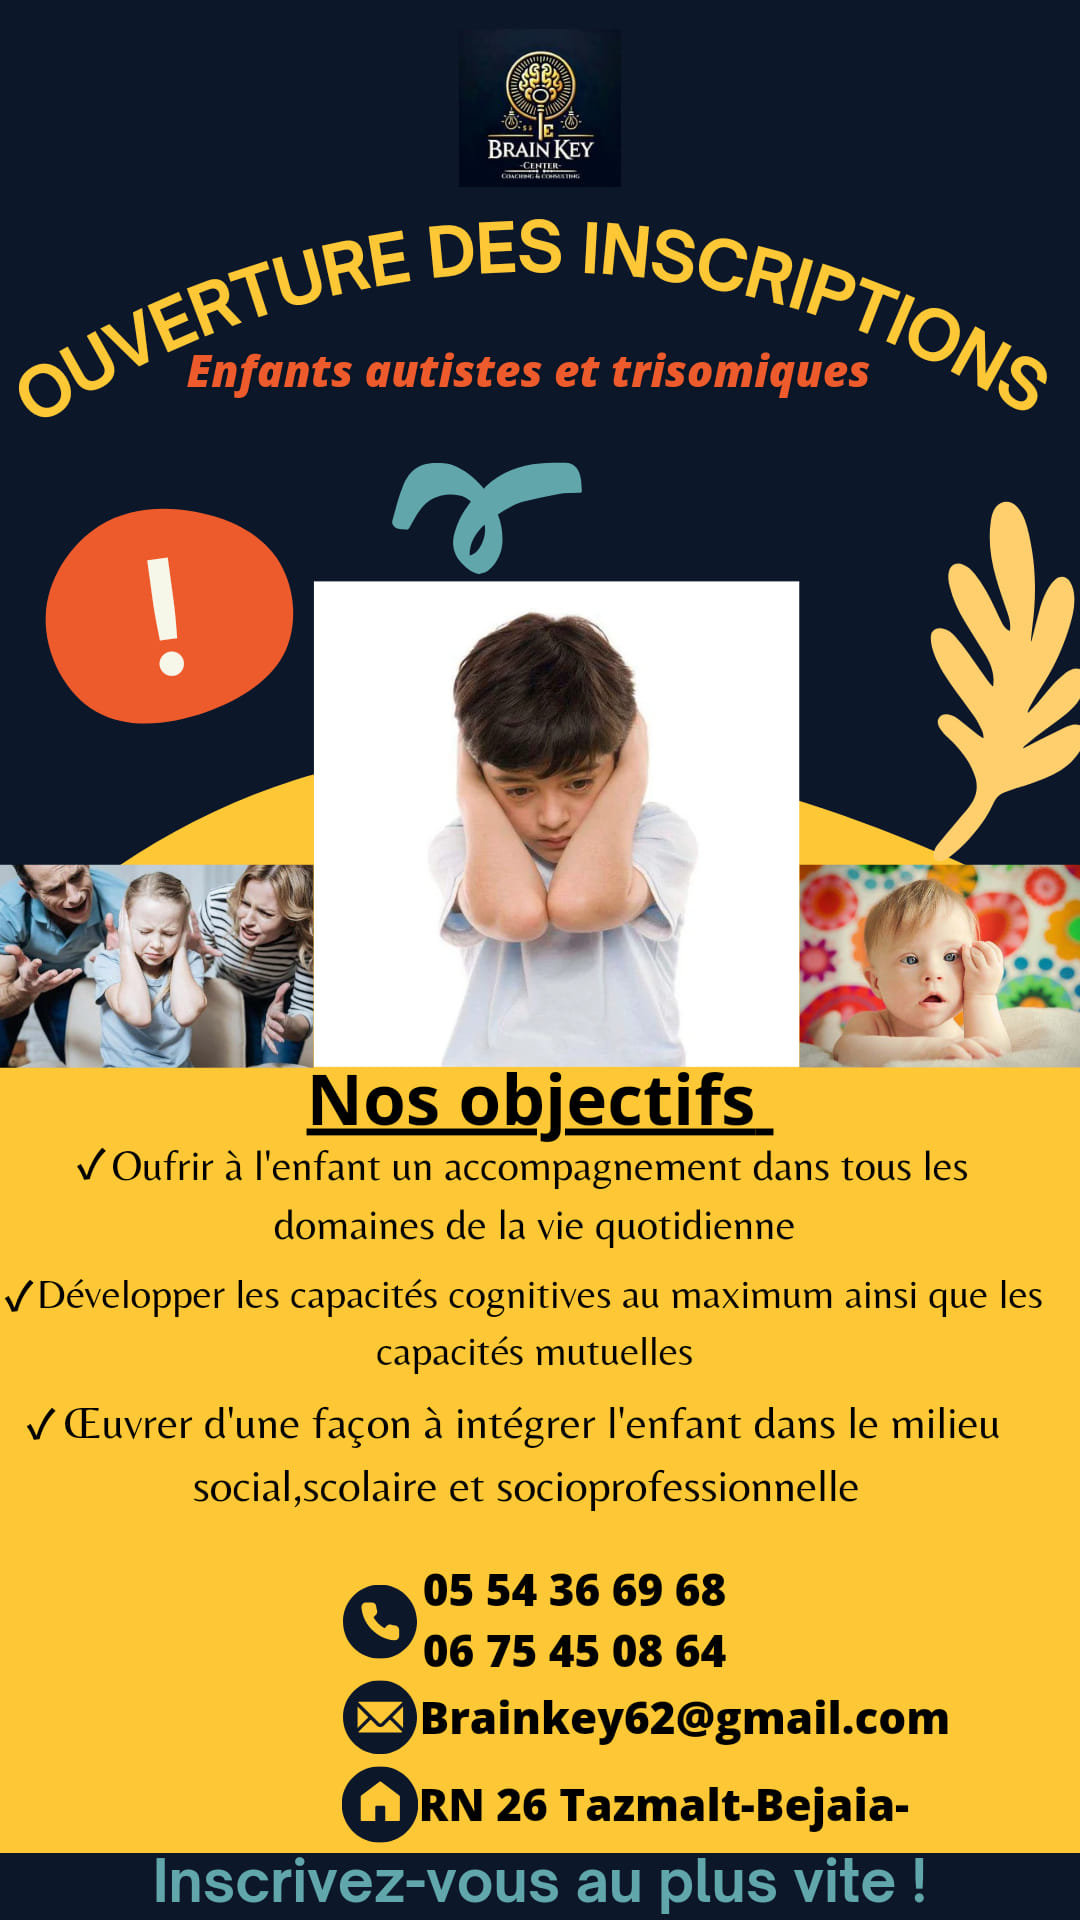 BRAIN KEY
-CENTER-
COACHING & CONSULTING
OUVERTURE DES INSCRIPTIONS
Enfants autistes et trisomiques
!
Nos objectifs
✓Oufrir à l'enfant un accompagnement dans tous les
domaines de la vie quotidienne
✓Développer les capacités cognitives au maximum ainsi que les
capacités mutuelles
✓Œuvrer d'une façon à intégrer l'enfant dans le milieu
social,scolaire et socioprofessionnelle
05 54 36 69 68
06 75 45 08 64
Brainkey62@gmail.com
RN 26 Tazmalt-Bejaia-
Inscrivez-vous au plus vite !